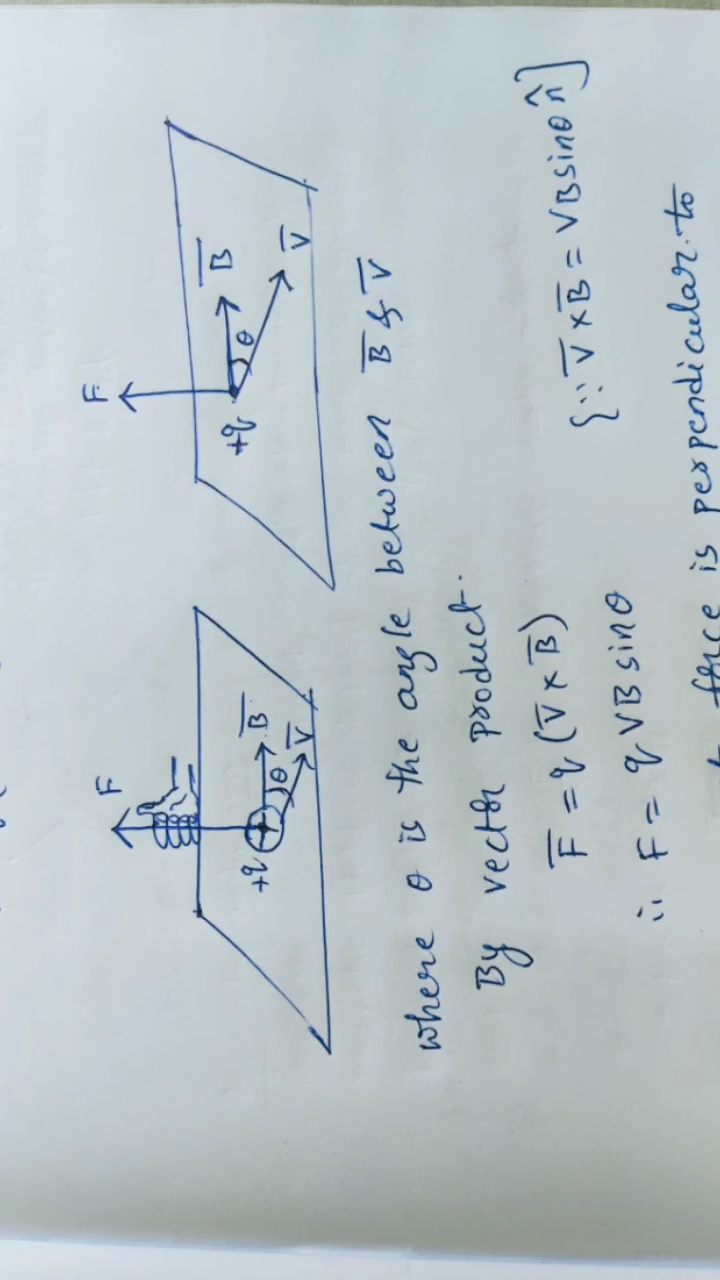 F
+q
θ
B̅
V̅
F
+q
θ
B̅
V̅
where θ is the angle between B̅ & V̅
By vector product.
F̅ = q (V̅ × B̅) {∵ V̅ × B̅ = VB sinθ n̂]
∴ F = q VB sinθ
force is perpendicular to